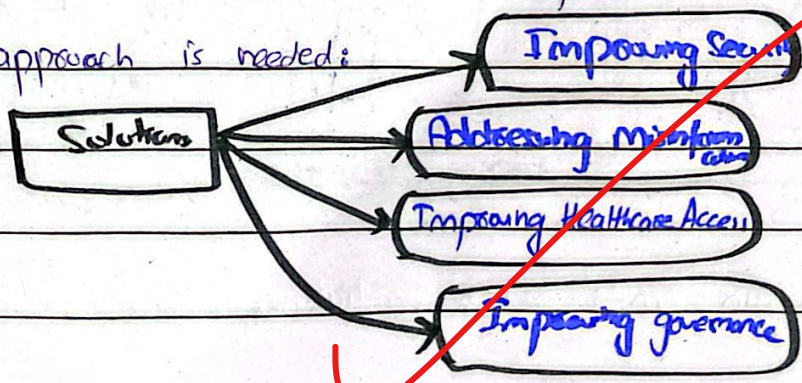 approach is needed:
Improving Security
Solutions
Addressing Misinformation
Improving Healthcare Access
Improving governance